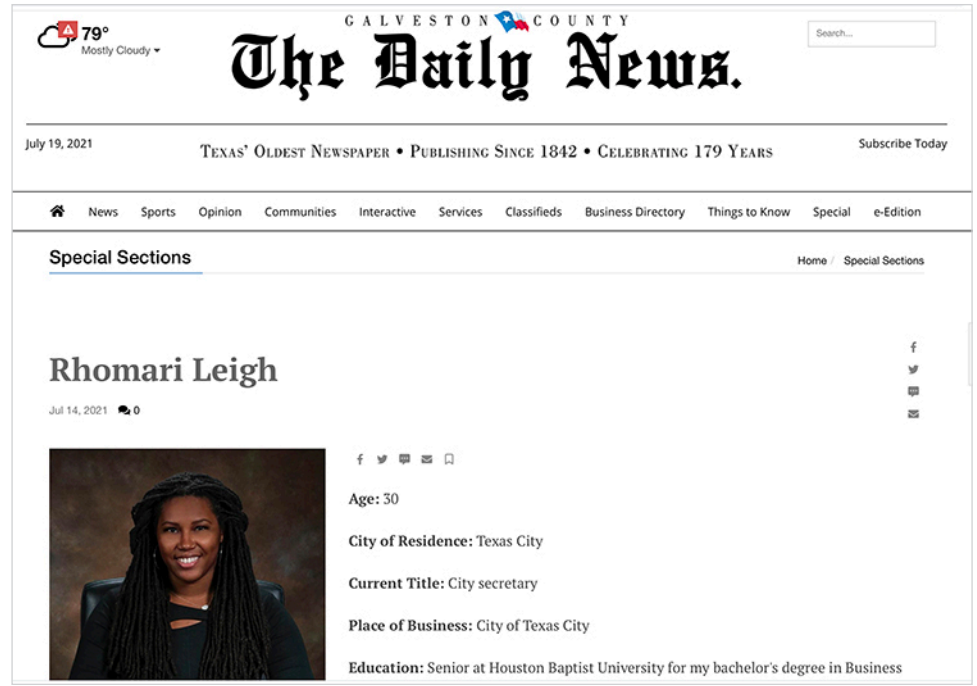 GALVESTON COUNTY
79°
Mostly Cloudy
The Daily News.
Search...
July 19, 2021
Texas' Oldest Newspaper • Publishing Since 1842 • Celebrating 179 Years
Subscribe Today
News Sports Opinion Communities Interactive Services Classifieds Business Directory Things to Know Special e-Edition
Special Sections
Home / Special Sections
Rhomari Leigh
Jul 14, 2021 0
Age: 30
City of Residence: Texas City
Current Title: City secretary
Place of Business: City of Texas City
Education: Senior at Houston Baptist University for my bachelor's degree in Business